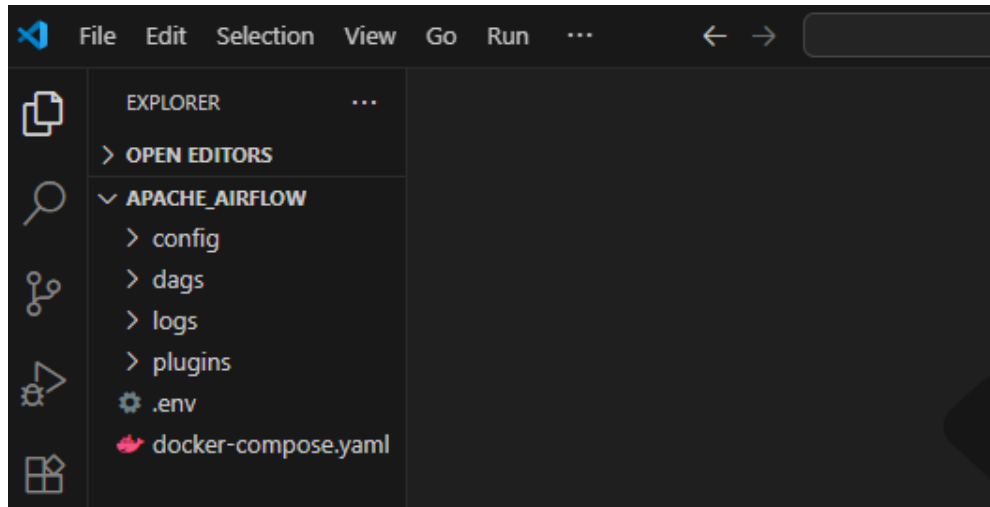 File Edit Selection View Go Run ...
EXPLORER ...
OPEN EDITORS
APACHE_AIRFLOW
config
dags
logs
plugins
.env
docker-compose.yaml